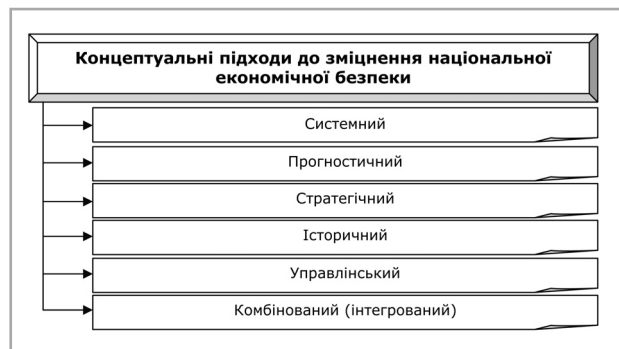 Концептуальні підходи до зміцнення національної
економічної безпеки
Системний
Прогностичний
Стратегічний
Історичний
Управлінський
Комбінований (інтегрований)